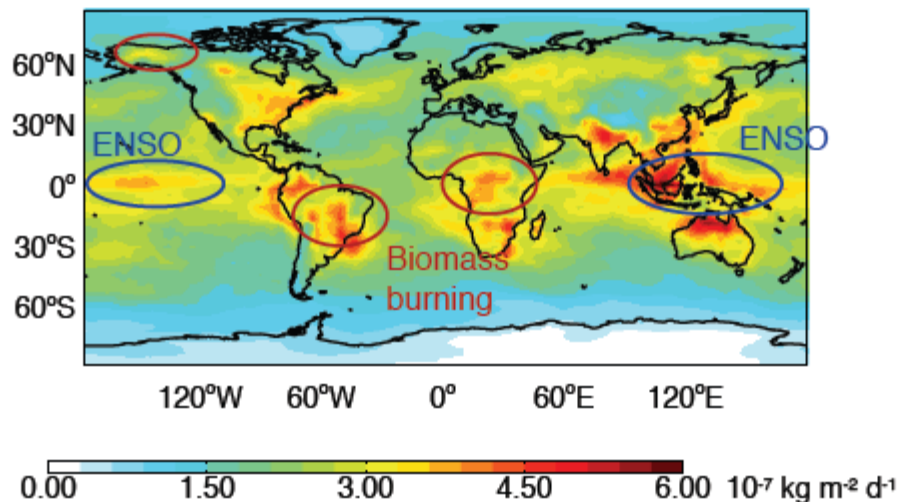 60ºN
30ºN
ENSO
ENSO
0º
30ºS
Biomass
burning
60ºS
120ºW 60ºW 0º 60ºE 120ºE
0.00 1.50 3.00 4.50 6.00 10⁻⁷ kg m⁻² d⁻¹